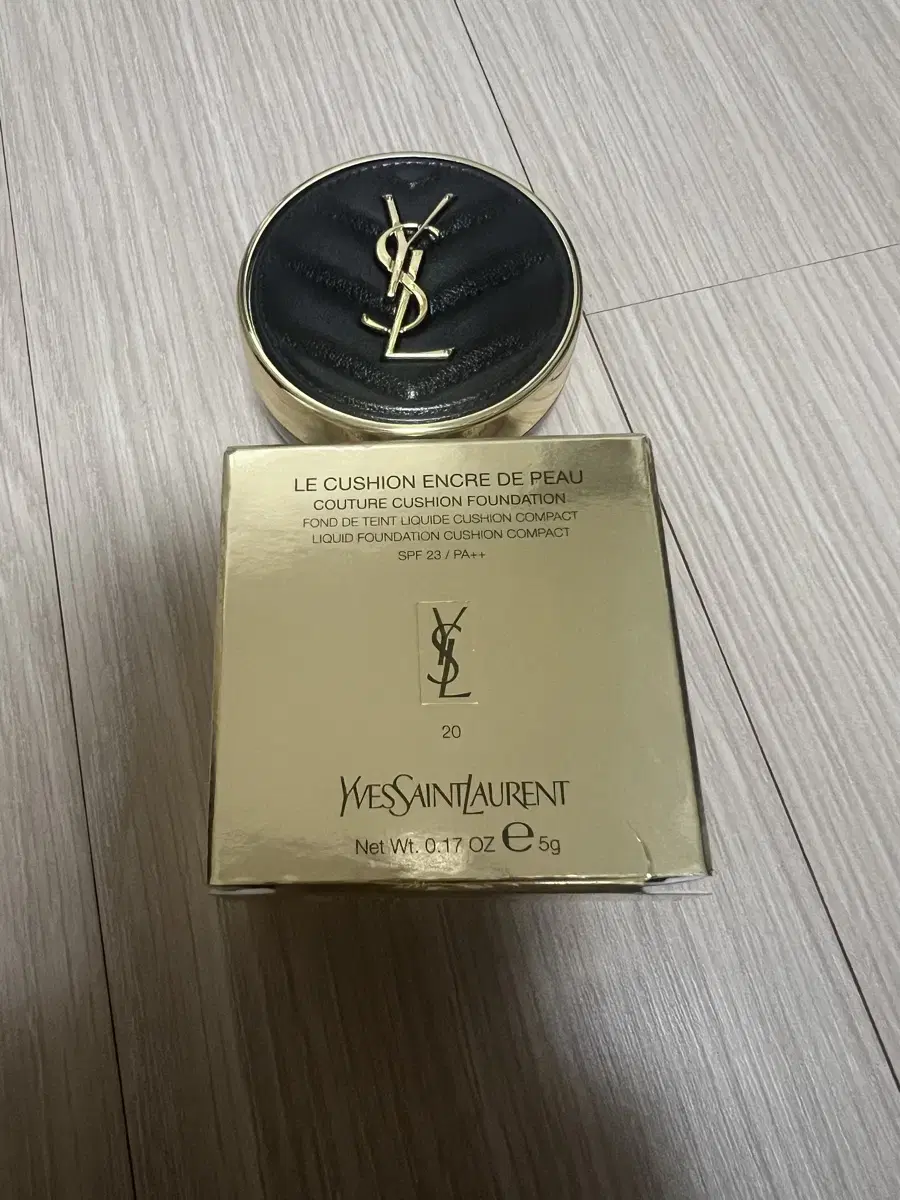 YSL
LE CUSHION ENCRE DE PEAU
COUTURE CUSHION FOUNDATION
FOND DE TEINT LIQUIDE CUSHION COMPACT
LIQUID FOUNDATION CUSHION COMPACT
SPF 23 / PA++
YSL
20
YVESSAINTLAURENT
Net Wt. 0.17 OZ e 5g